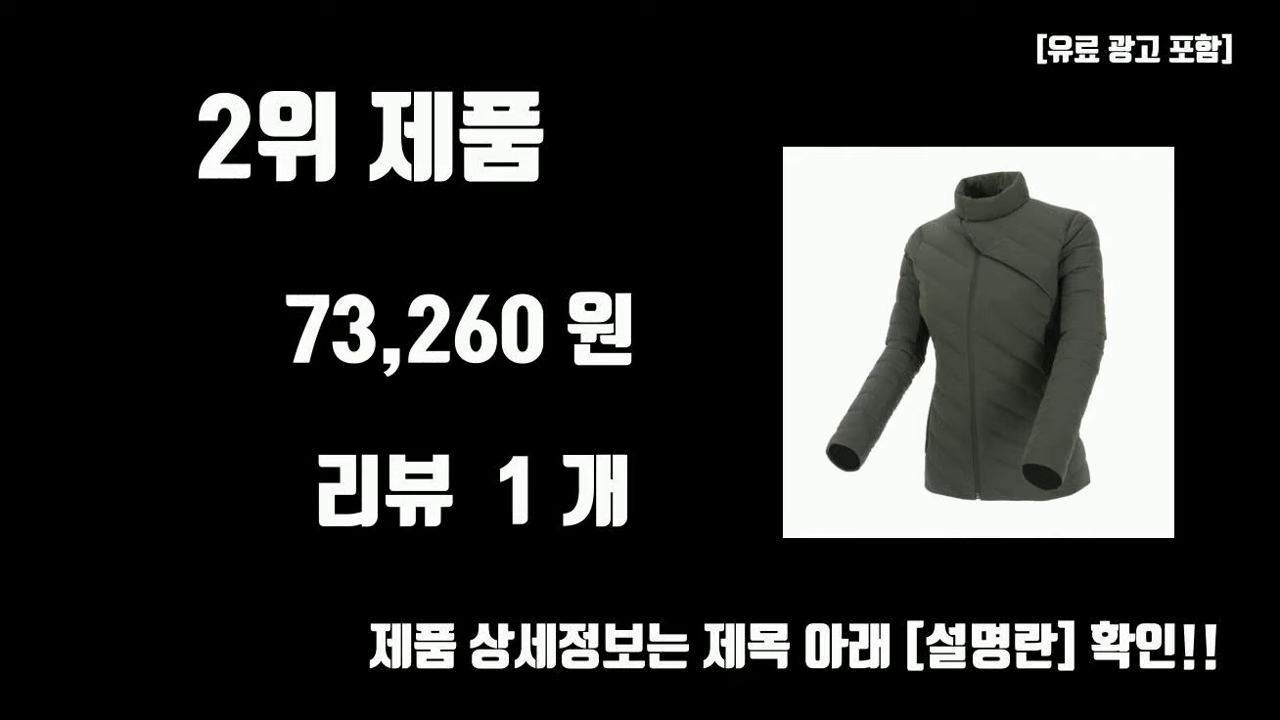 [유료 광고 포함]
2위 제품
73,260 원
리뷰 1 개
제품 상세정보는 제목 아래 [설명란] 확인!!